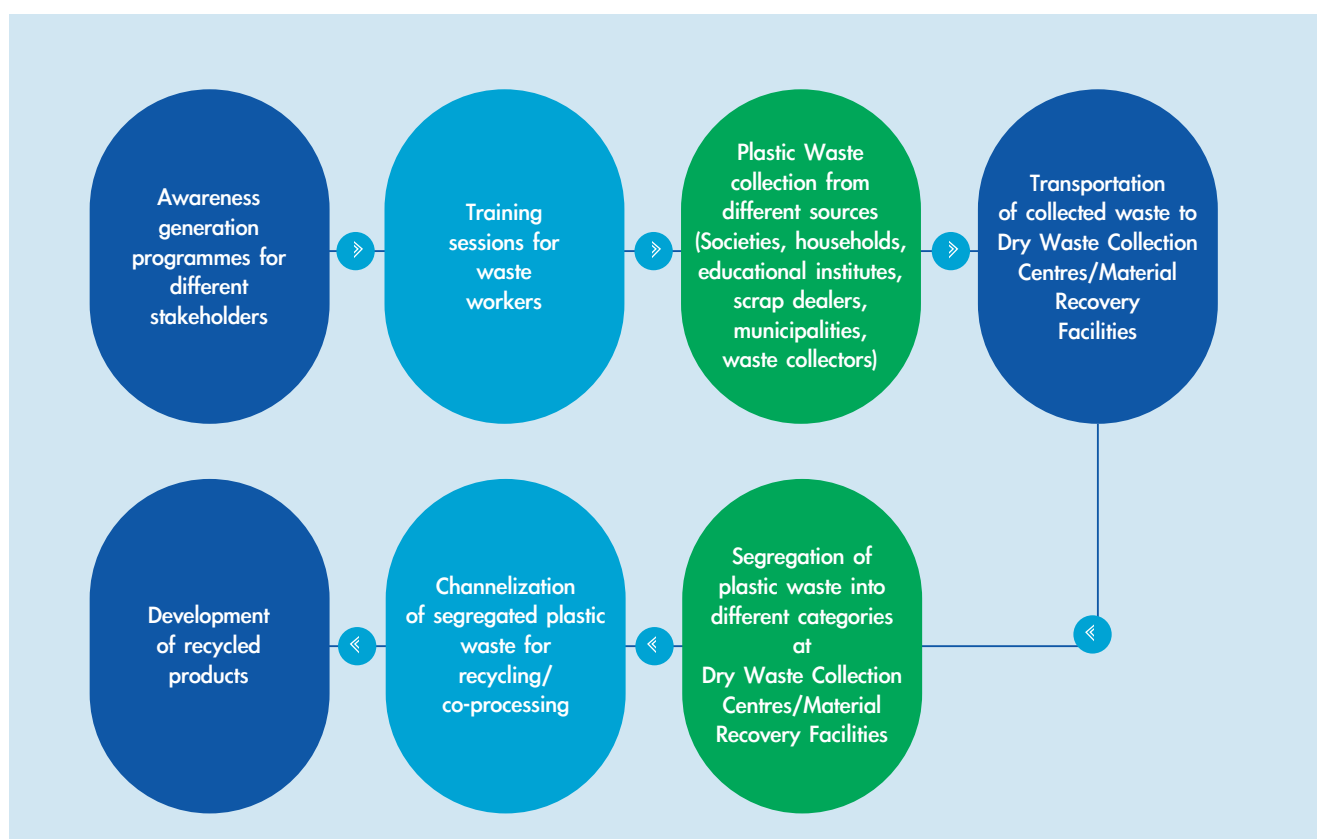 Awareness
generation
programmes for
different
stakeholders
Training
sessions for
waste
workers
Plastic Waste
collection from
different sources
(Societies, households,
educational institutes,
scrap dealers,
municipalities,
waste collectors)
Transportation
of collected waste to
Dry Waste Collection
Centres/Material
Recovery
Facilities
Segregation of
plastic waste into
different categories
at
Dry Waste Collection
Centres/Material
Recovery Facilities
Channelization
of segregated plastic
waste for
recycling/
co-processing
Development
of recycled
products